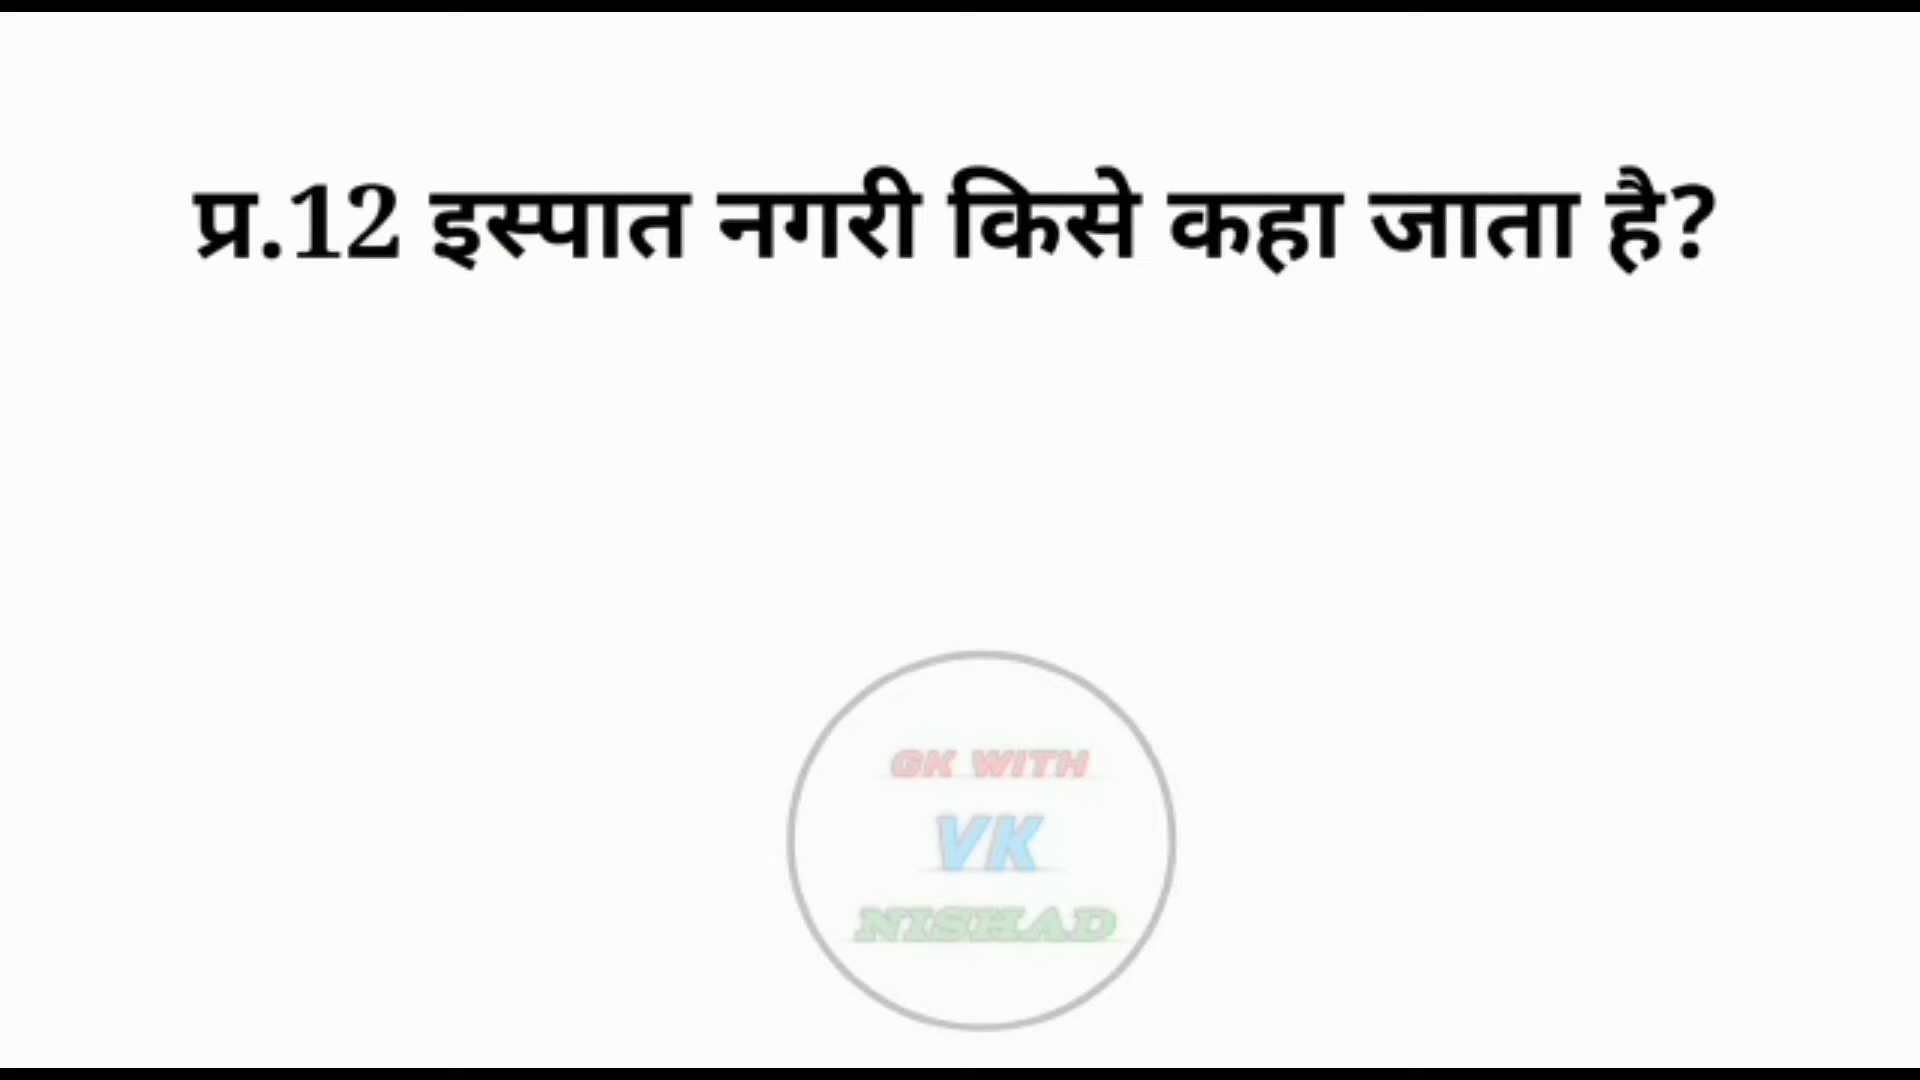 प्र.12 इस्पात नगरी किसे कहा जाता है?
GK WITH
VK
NISHAD